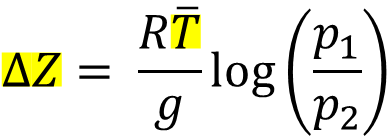 ΔZ = RT̄/g log(p₁/p₂)